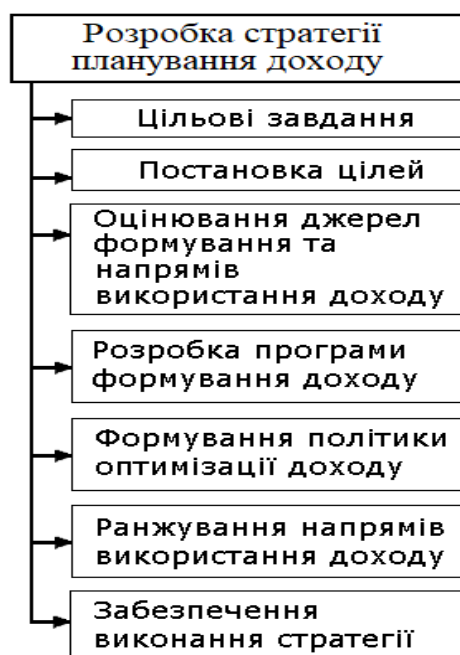 Розробка стратегії
планування доходу
Цільові завдання
Постановка цілей
Оцінювання джерел
формування та
напрямів
використання доходу
Розробка програми
формування доходу
Формування політики
оптимізації доходу
Ранжування напрямів
використання доходу
Забезпечення
виконання стратегії